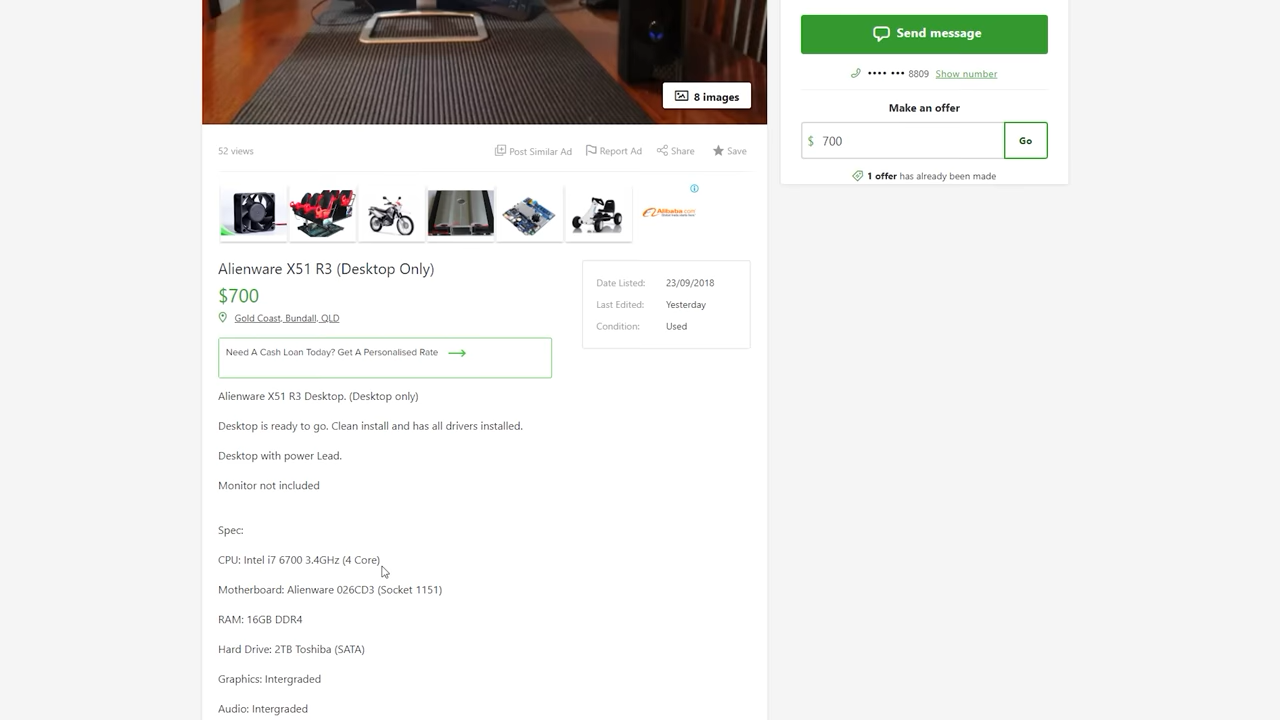 Send message
8809 Show number
8 images
Make an offer
$ 700 Go
1 offer has already been made
52 views
Post Similar Ad
Report Ad
Share
Save
Alibaba.com
Alienware X51 R3 (Desktop Only)
$700
Gold Coast, Bundall, QLD
Date Listed: 23/09/2018
Last Edited: Yesterday
Condition: Used
Need A Cash Loan Today? Get A Personalised Rate
Alienware X51 R3 Desktop. (Desktop only)
Desktop is ready to go. Clean install and has all drivers installed.
Desktop with power Lead.
Monitor not included
Spec:
CPU: Intel i7 6700 3.4GHz (4 Core)
Motherboard: Alienware 026CD3 (Socket 1151)
RAM: 16GB DDR4
Hard Drive: 2TB Toshiba (SATA)
Graphics: Intergraded
Audio: Intergraded